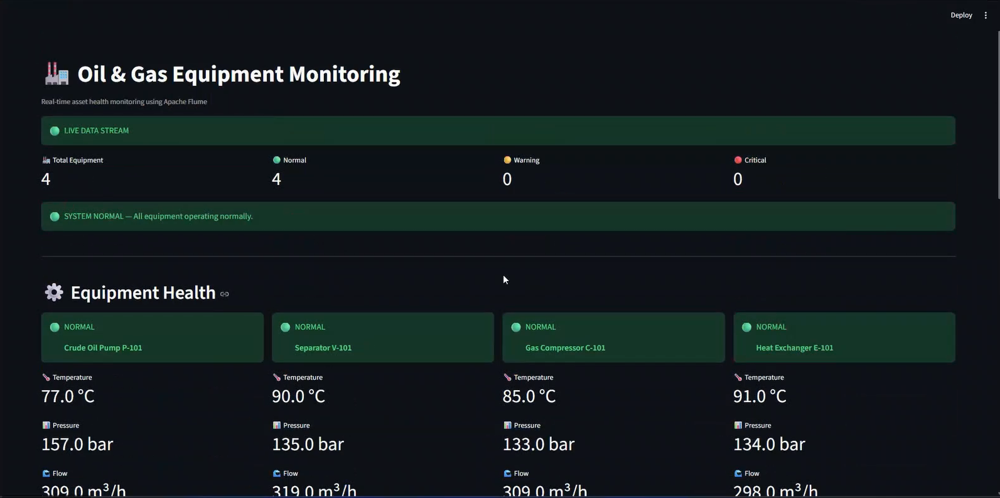 Deploy
Oil & Gas Equipment Monitoring
Real-time asset health monitoring using Apache Flume
LIVE DATA STREAM
Total Equipment Normal Warning Critical
4 4 0 0
SYSTEM NORMAL — All equipment operating normally.
Equipment Health
NORMAL NORMAL NORMAL NORMAL
Crude Oil Pump P-101 Separator V-101 Gas Compressor C-101 Heat Exchanger E-101
Temperature Temperature Temperature Temperature
77.0 °C 90.0 °C 85.0 °C 91.0 °C
Pressure Pressure Pressure Pressure
157.0 bar 135.0 bar 133.0 bar 134.0 bar
Flow Flow Flow Flow
309.0 m³/h 319.0 m³/h 309.0 m³/h 298.0 m³/h